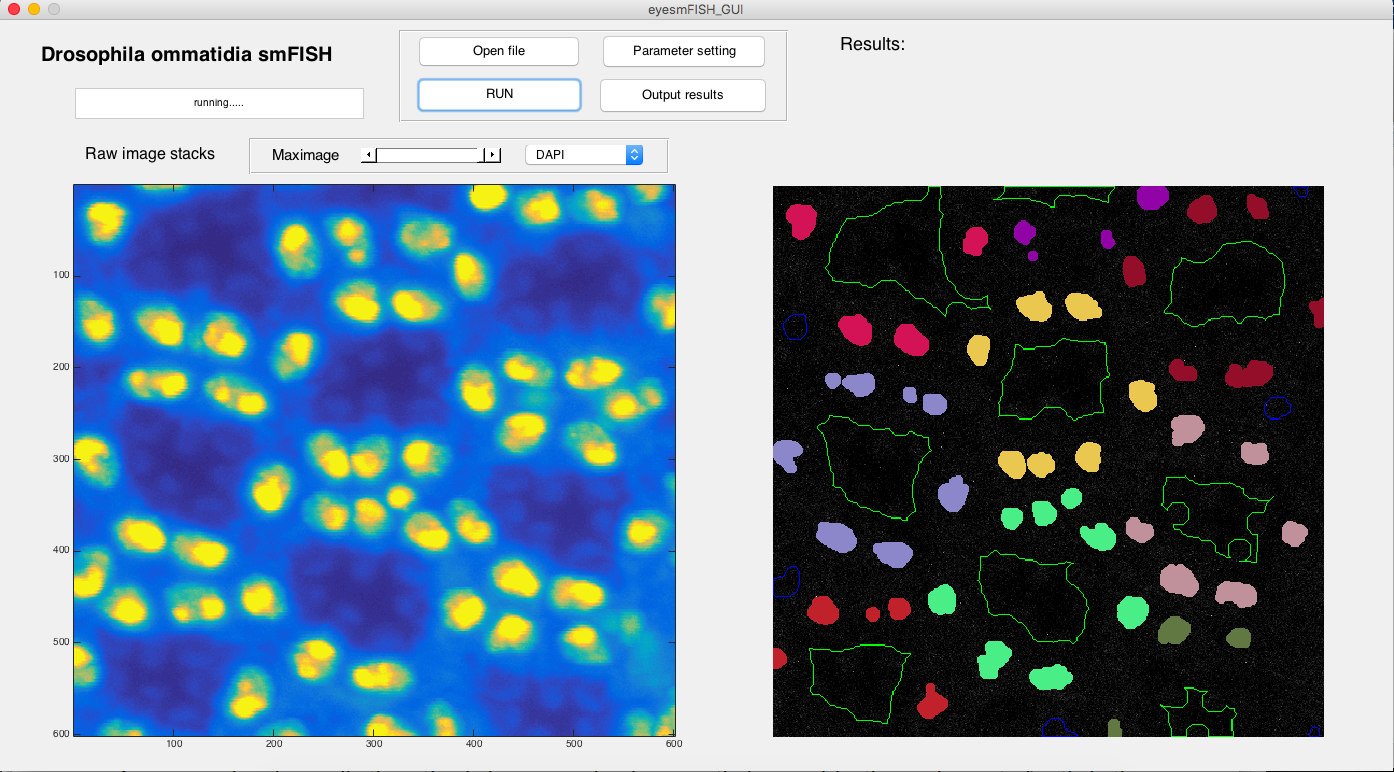 eyesmFISH_GUI
Drosophila ommatidia smFISH
Open file
Parameter setting
Results:
running.....
RUN
Output results
Raw image stacks
Maximage
DAPI
100
200
300
400
500
600
100
200
300
400
500
600